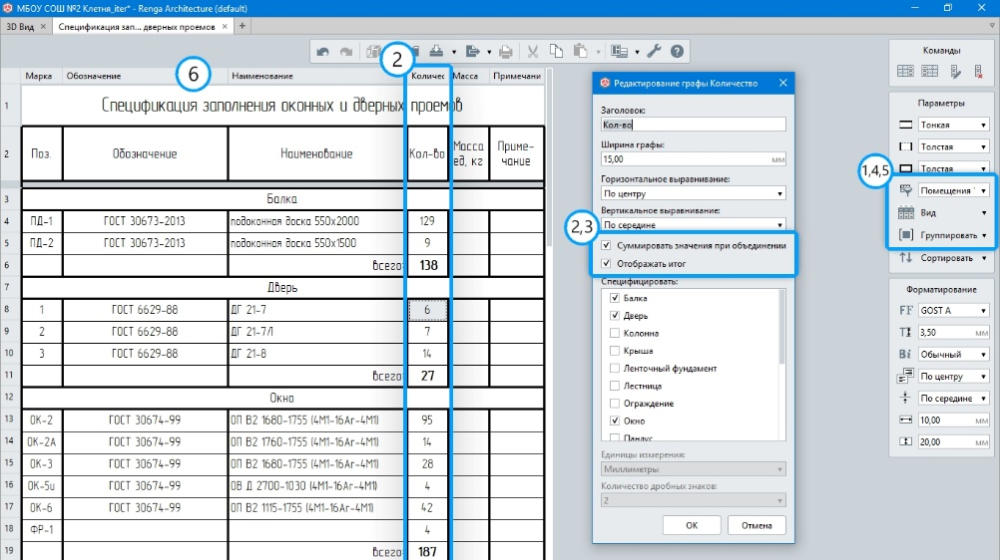 МБОУ СОШ №2 Клетня_iter* - Renga Architecture (default)
3D Вид
Спецификация зап... дверных проемов
Команды
2
6
Марка Обозначение Наименование Количес Масса Примечани
1 Спецификация заполнения оконных и дверных проемов
2 Поз. Обозначение Наименование Кол-во Масса ед, кг Приме-чание
3 Балка
4 ПД-1 ГОСТ 30673-2013 подоконная доска 550х2000 129
5 ПД-2 ГОСТ 30673-2013 подоконная доска 550х1500 9
6 всего: 138
7 Дверь
8 1 ГОСТ 6629-88 ДГ 21-7 6
9 2 ГОСТ 6629-88 ДГ 21-7Л 7
10 3 ГОСТ 6629-88 ДГ 21-8 14
11 всего: 27
12 Окно
13 ОК-2 ГОСТ 30674-99 ОП В2 1680-1755 (4М1-16Ar-4М1) 95
14 ОК-2А ГОСТ 30674-99 ОП В2 1760-1755 (4М1-16Ar-4М1) 14
15 ОК-3 ГОСТ 30674-99 ОП В2 1680-1755 (4М1-16Ar-4М1) 28
16 ОК-5и ГОСТ 30674-99 ОВ Д 2700-1030 (4М1-16Ar-4М1) 4
17 ОК-6 ГОСТ 30674-99 ОП В2 1115-1755 (4М1-16Ar-4М1) 42
18 ФР-1 4
19 всего: 187
Редактирование графы Количество
Заголовок:
Кол-во
Ширина графы:
15,00 мм
Горизонтальное выравнивание:
По центру
Вертикальное выравнивание:
По середине
2,3
Суммировать значения при объединении
Отображать итог
Специфицировать:
Балка
Дверь
Колонна
Крыша
Ленточный фундамент
Лестница
Ограждение
Окно
Пандус
Единицы измерения:
Миллиметры
Количество дробных знаков:
2
ОК Отмена
Параметры
Тонкая
Толстая
Толстая
1,4,5
Помещения
Вид
Группировать
Сортировать
Форматирование
FF GOST A
3,50 мм
Bi Обычный
По центру
По середине
10,00 мм
20,00 мм